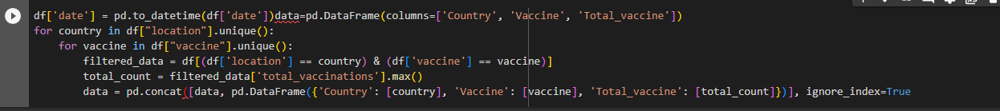 df['date'] = pd.to_datetime(df['date'])data=pd.DataFrame(columns=['Country', 'Vaccine', 'Total_vaccine'])
for country in df["location"].unique():
    for vaccine in df["vaccine"].unique():
        filtered_data = df[(df['location'] == country) & (df['vaccine'] == vaccine)]
        total_count = filtered_data['total_vaccinations'].max()
        data = pd.concat([data, pd.DataFrame({'Country': [country], 'Vaccine': [vaccine], 'Total_vaccine': [total_count]})], ignore_index=True